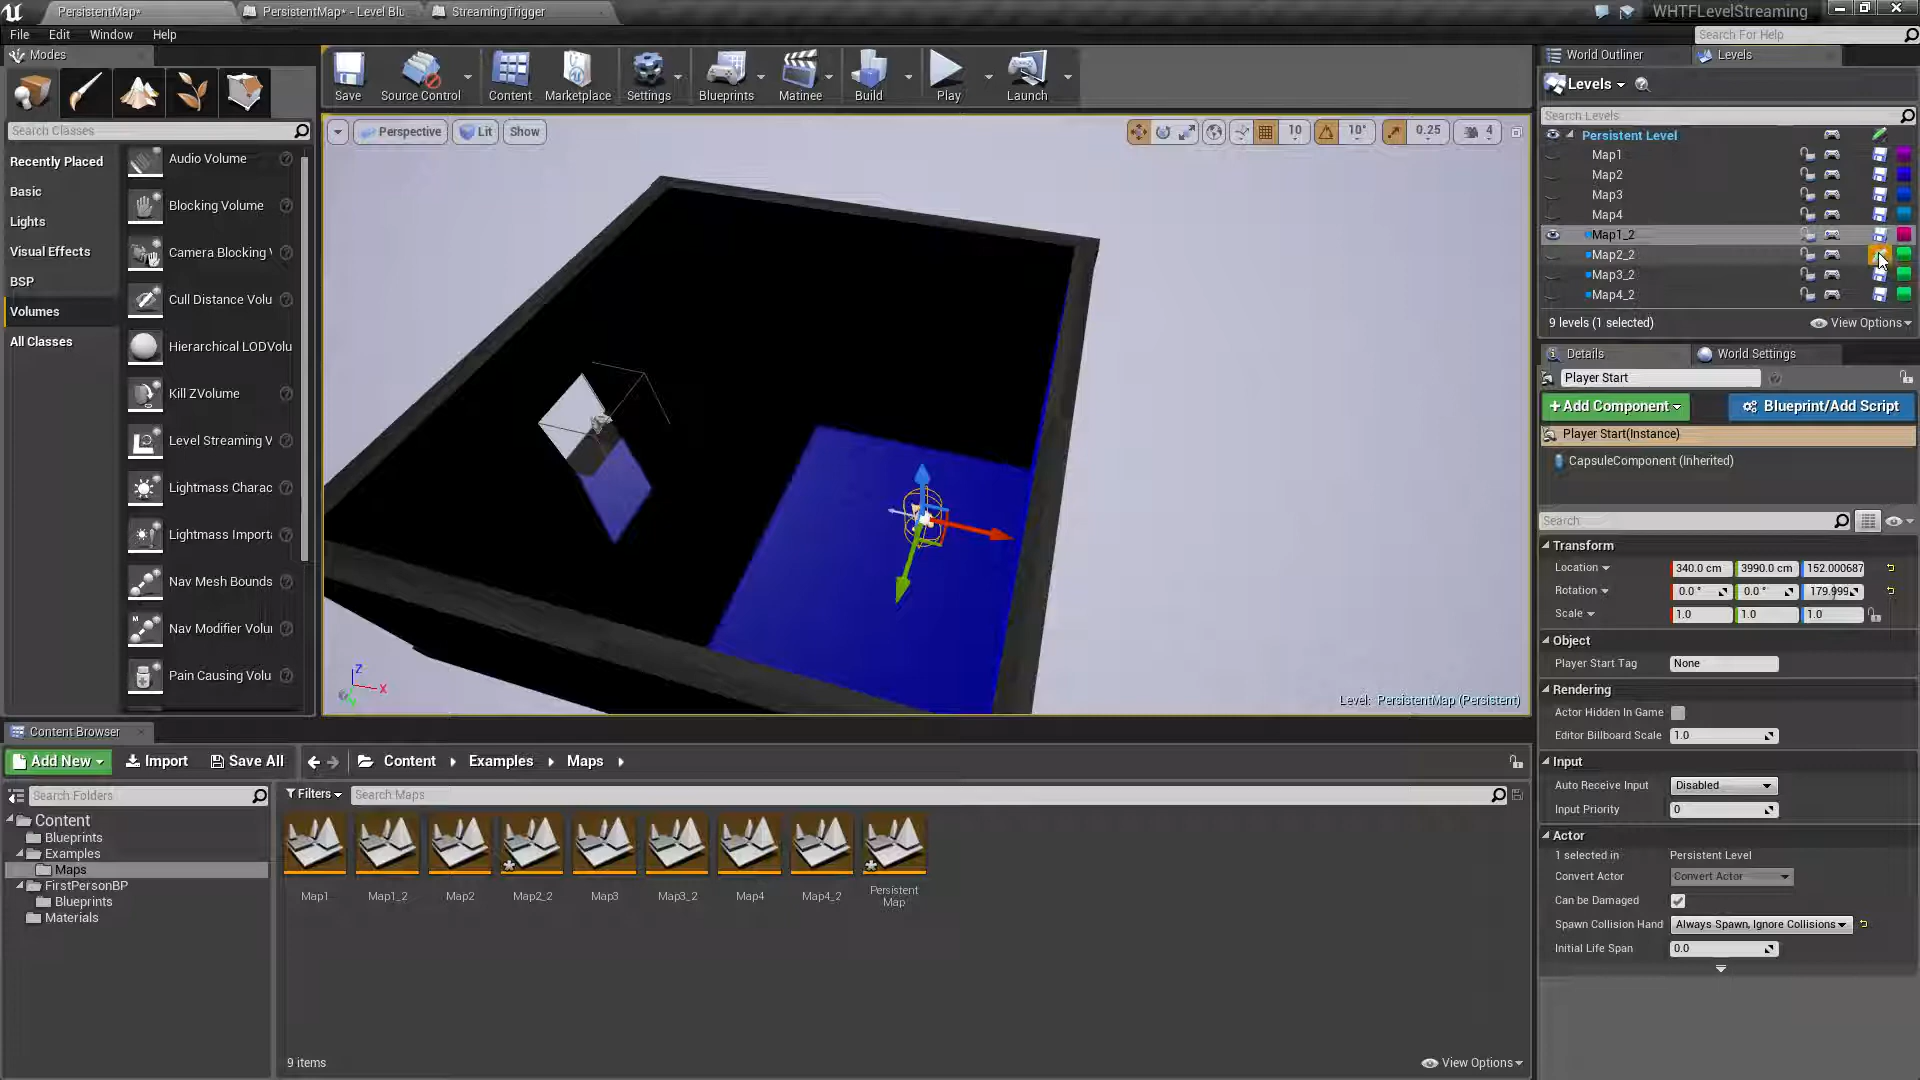 PersistentMap*
PersistentMap* - Level Blu
StreamingTrigger
WHTFLevelStreaming
File
Edit
Window
Help
Search For Help
Modes
Save
Source Control
Content
Marketplace
Settings
Blueprints
Matinee
Build
Play
Launch
World Outliner
Levels
Levels
Search Levels
Persistent Level
Map1
Map2
Map3
Map4
Map1_2
Map2_2
Map3_2
Map4_2
9 levels (1 selected)
View Options
Search Classes
Recently Placed
Basic
Lights
Visual Effects
BSP
Volumes
All Classes
Audio Volume
Blocking Volume
Camera Blocking V
Cull Distance Volu
Hierarchical LODVolu
Kill ZVolume
Level Streaming V
Lightmass Charac
Lightmass Importa
Nav Mesh Bounds
Nav Modifier Volu
Pain Causing Volu
Perspective
Lit
Show
10
10°
0.25
4
Z
X
Y
Level: PersistentMap (Persistent)
Details
World Settings
Player Start
+Add Component
Blueprint/Add Script
Player Start(Instance)
CapsuleComponent (Inherited)
Search
Transform
Location
340.0 cm
3990.0 cm
152.000687
Rotation
0.0 °
0.0 °
179.999
Scale
1.0
1.0
1.0
Object
Player Start Tag
None
Rendering
Actor Hidden In Game
Editor Billboard Scale
1.0
Input
Auto Receive Input
Disabled
Input Priority
0
Actor
1 selected in
Persistent Level
Convert Actor
Convert Actor
Can be Damaged
Spawn Collision Hand
Always Spawn, Ignore Collisions
Initial Life Span
0.0
Content Browser
Add New
Import
Save All
Content
Examples
Maps
Search Folders
Filters
Search Maps
Content
Blueprints
Examples
Maps
FirstPersonBP
Blueprints
Materials
Map1
Map1_2
Map2
Map2_2
Map3
Map3_2
Map4
Map4_2
Persistent
Map
9 items
View Options